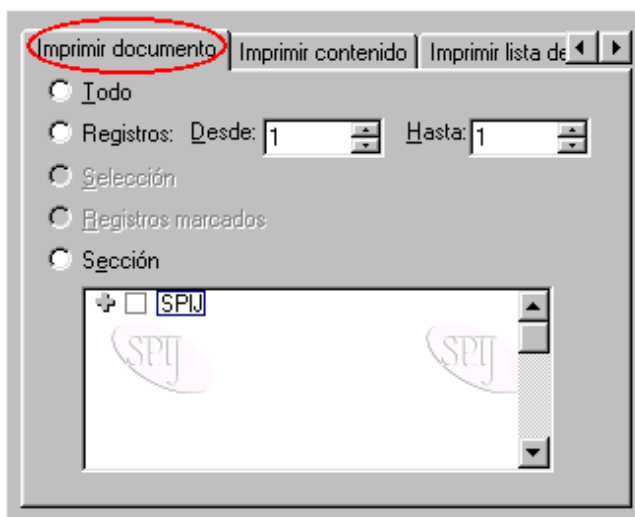 Imprimir documento Imprimir contenido Imprimir lista de
Todo
Registros: Desde: 1 Hasta: 1
Selección
Registros marcados
Sección
SPIJ
SPIJ SPIJ